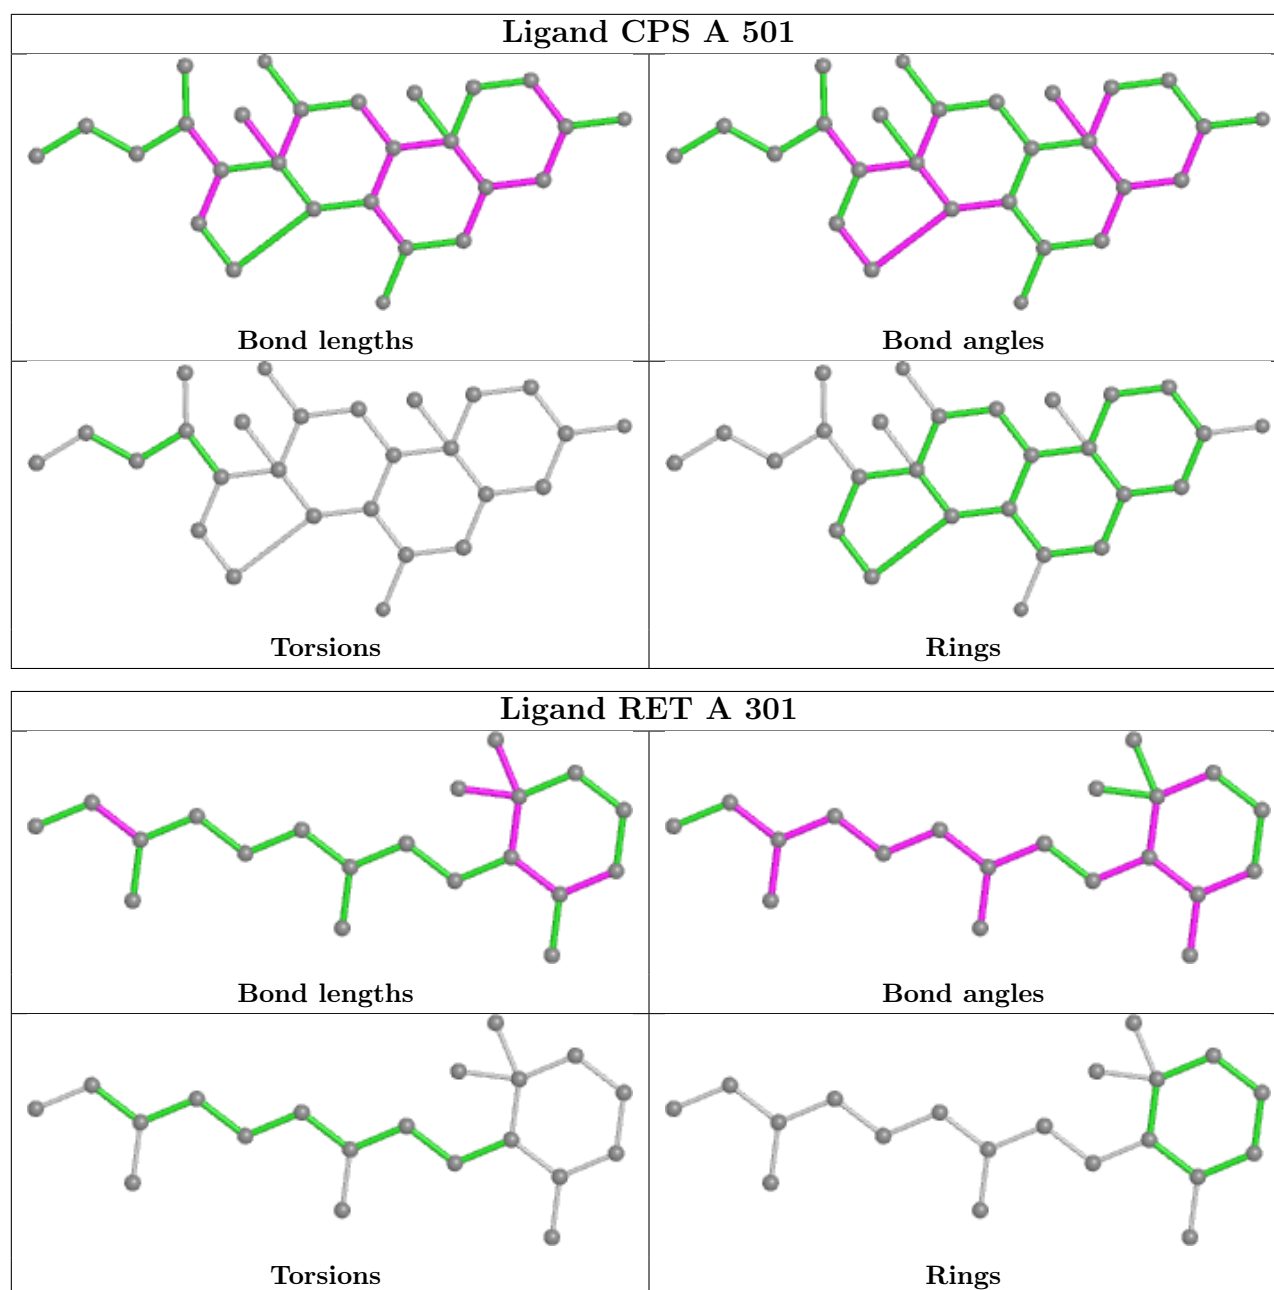 Ligand CPS A 501
Bond lengths
Bond angles
Torsions
Rings
Ligand RET A 301
Bond lengths
Bond angles
Torsions
Rings